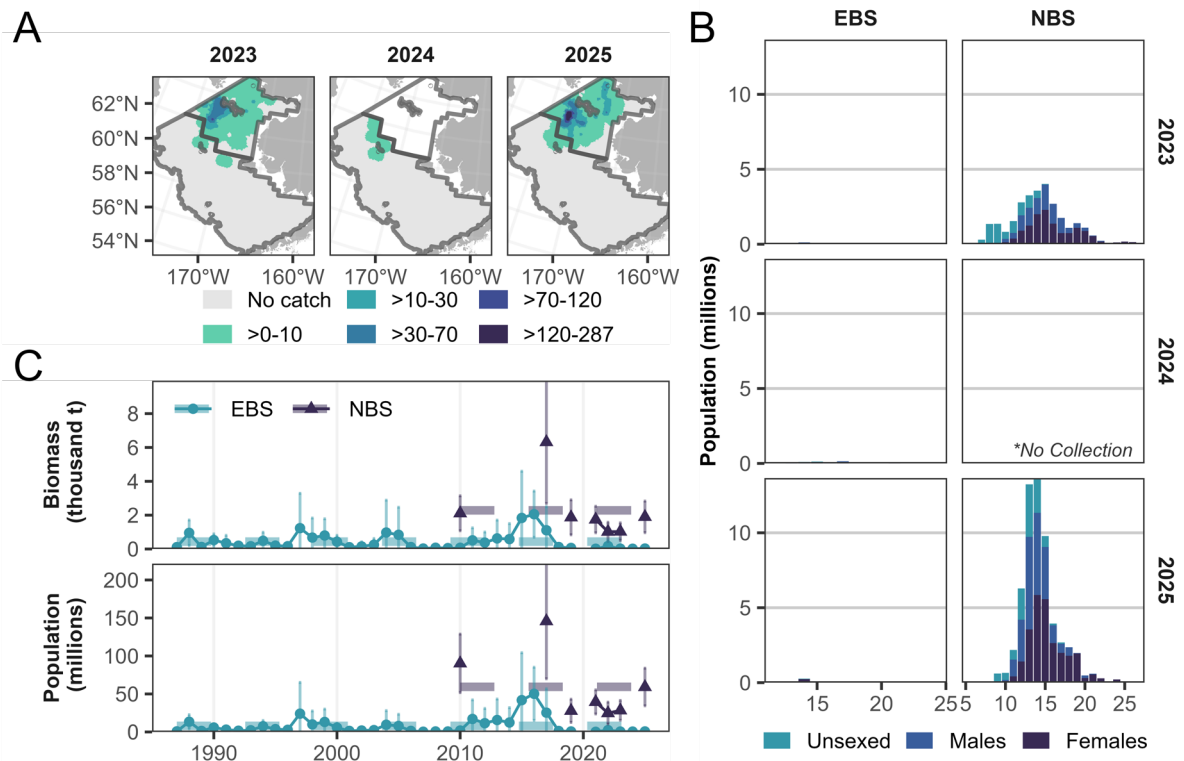 A
2023
2024
2025
62°N
60°N
58°N
56°N
54°N
170°W
160°W
170°W
160°W
170°W
160°W
No catch
>10-30
>70-120
>0-10
>30-70
>120-287
B
EBS
NBS
10
5
0
2023
10
5
0
*No Collection
2024
10
5
0
2025
Population (millions)
15
20
25
5
10
15
20
25
Unsexed
Males
Females
C
EBS
NBS
Biomass
(thousand t)
8
6
4
2
0
Population
(millions)
200
150
100
50
0
1990
2000
2010
2020